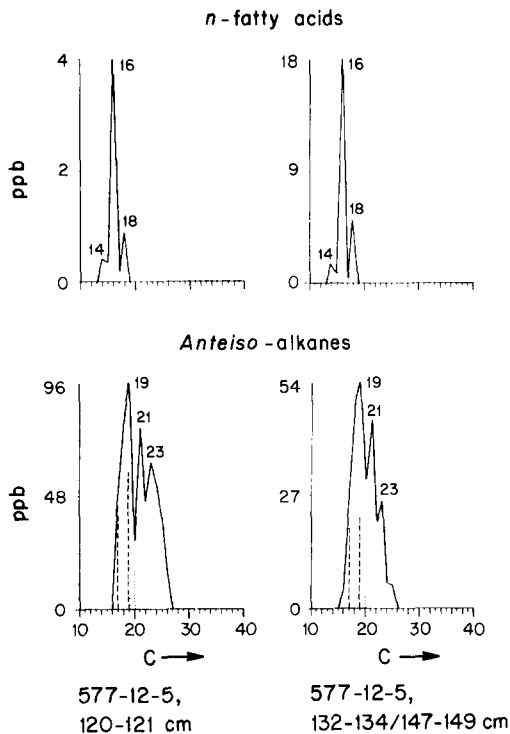 n-fatty acids
4 16 18 16
ppb 2 9
14 18 14 18
0 0
Anteiso-alkanes
96 19 54 19
21 21
23 23
ppb 48 27
0 0
10 20 30 40 10 20 30 40
C C
577-12-5, 577-12-5,
120-121 cm 132-134/147-149 cm